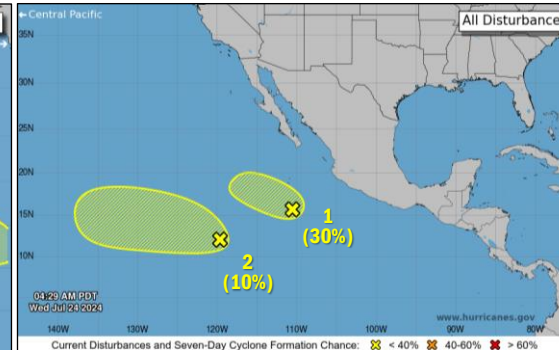 ←Central Pacific
All Disturbance
35N
30N
25N
20N
15N
10N
1
(30%)
2
(10%)
04:29 AM PDT
Wed Jul 24 2024
www.hurricanes.gov
140W 130W 120W 110W 100W 90W 80W
Current Disturbances and Seven-Day Cyclone Formation Chance: < 40% 40-60% > 60%